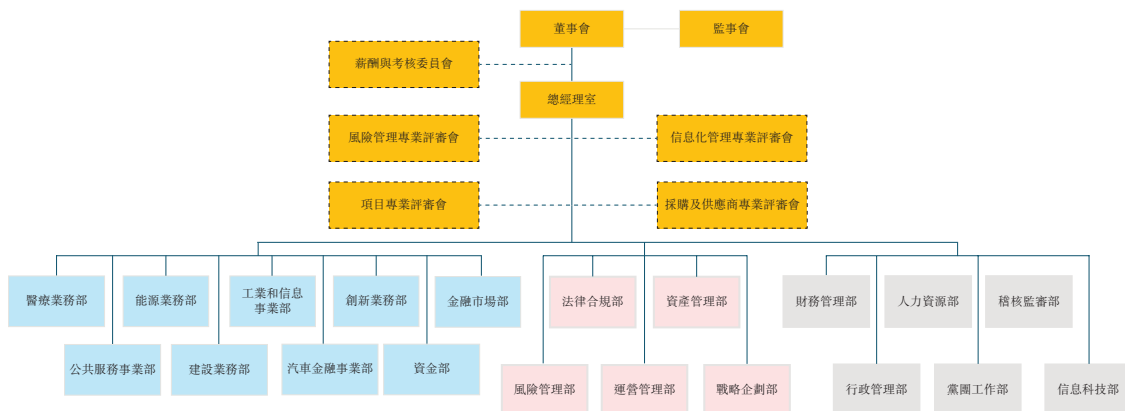 董事會
監事會
薪酬與考核委員會
總經理室
風險管理專業評審會
信息化管理專業評審會
項目專業評審會
採購及供應商專業評審會
醫療業務部
能源業務部
工業和信息
事業部
創新業務部
金融市場部
法律合規部
資產管理部
財務管理部
人力資源部
稽核監審部
公共服務事業部
建設業務部
汽車金融事業部
資金部
風險管理部
運營管理部
戰略企劃部
行政管理部
黨團工作部
信息科技部